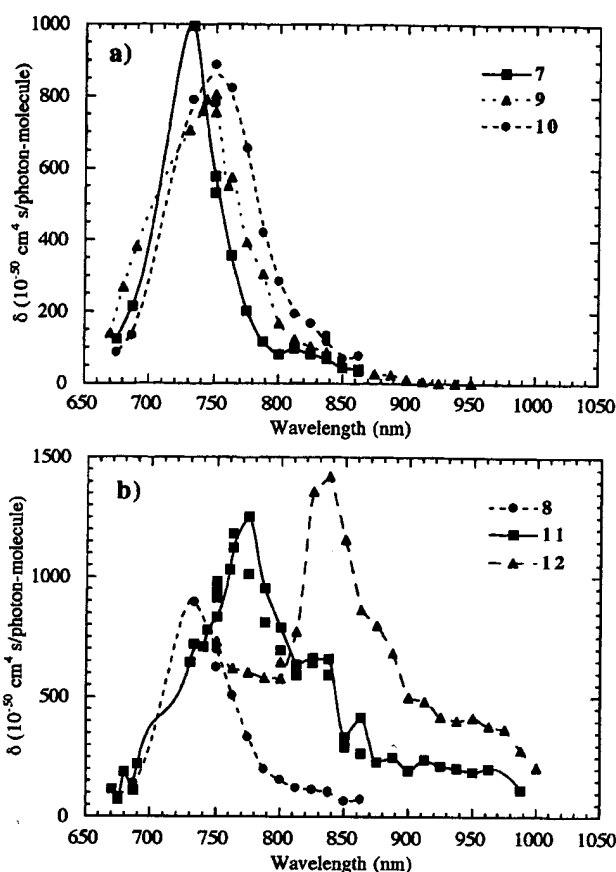 a)
7
9
10
1000
800
600
400
200
0
δ (10⁻⁵⁰ cm⁴ s/photon-molecule)
650 700 750 800 850 900 950 1000
Wavelength (nm)
b)
8
11
12
1500
1000
500
0
δ (10⁻⁵⁰ cm⁴ s/photon-molecule)
650 700 750 800 850 900 950 1000 1050
Wavelength (nm)